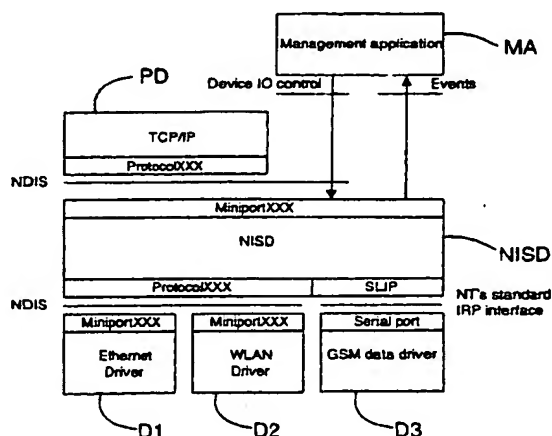 Management application
MA
Device IO control
Events
PD
TCP/IP
ProtocolXXX
NDIS
MiniportXXX
NISD
NISD
ProtocolXXX
SLIP
NDIS
NT's standard
IRP interface
MiniportXXX
MiniportXXX
Serial port
Ethernet
Driver
WLAN
Driver
GSM data driver
D1
D2
D3